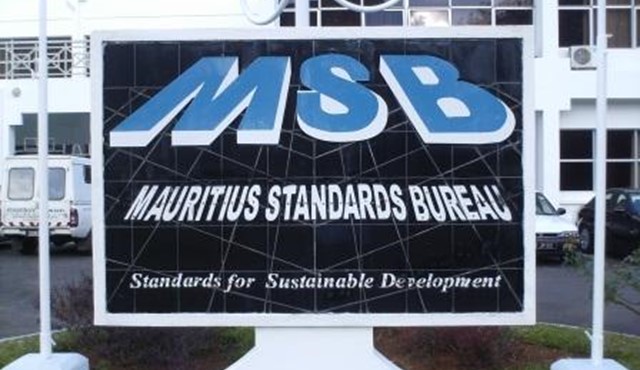 MSB
MAURITIUS STANDARDS BUREAU
Standards for Sustainable Development